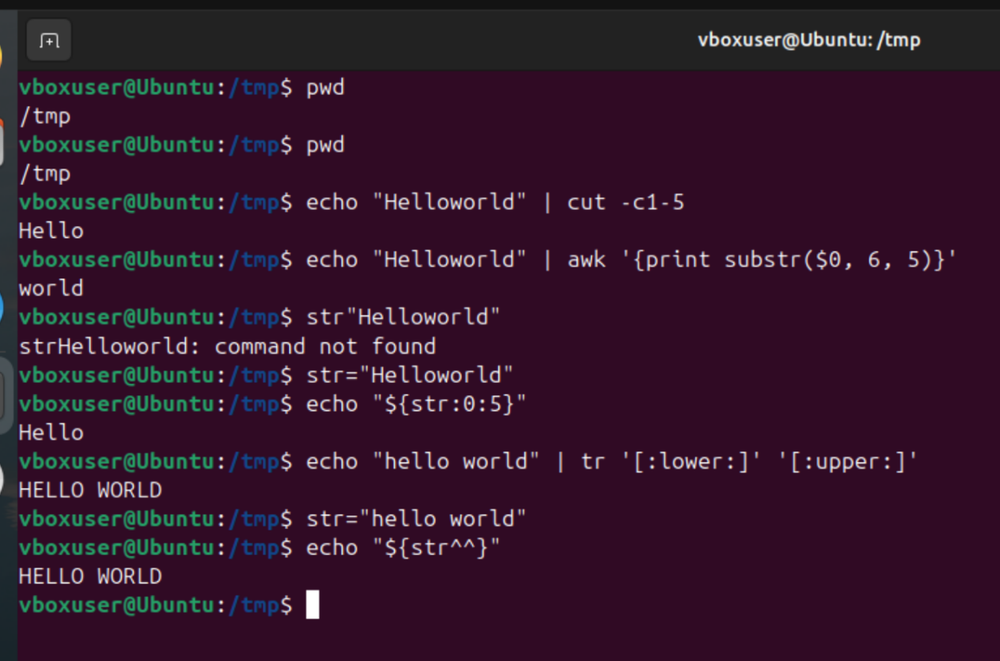 vboxuser@Ubuntu: /tmp
vboxuser@Ubuntu:/tmp$ pwd
/tmp
vboxuser@Ubuntu:/tmp$ pwd
/tmp
vboxuser@Ubuntu:/tmp$ echo "Helloworld" | cut -c1-5
Hello
vboxuser@Ubuntu:/tmp$ echo "Helloworld" | awk '{print substr($0, 6, 5)}'
world
vboxuser@Ubuntu:/tmp$ str"Helloworld"
strHelloworld: command not found
vboxuser@Ubuntu:/tmp$ str="Helloworld"
vboxuser@Ubuntu:/tmp$ echo "${str:0:5}"
Hello
vboxuser@Ubuntu:/tmp$ echo "hello world" | tr '[:lower:]' '[:upper:]'
HELLO WORLD
vboxuser@Ubuntu:/tmp$ str="hello world"
vboxuser@Ubuntu:/tmp$ echo "${str^^}"
HELLO WORLD
vboxuser@Ubuntu:/tmp$